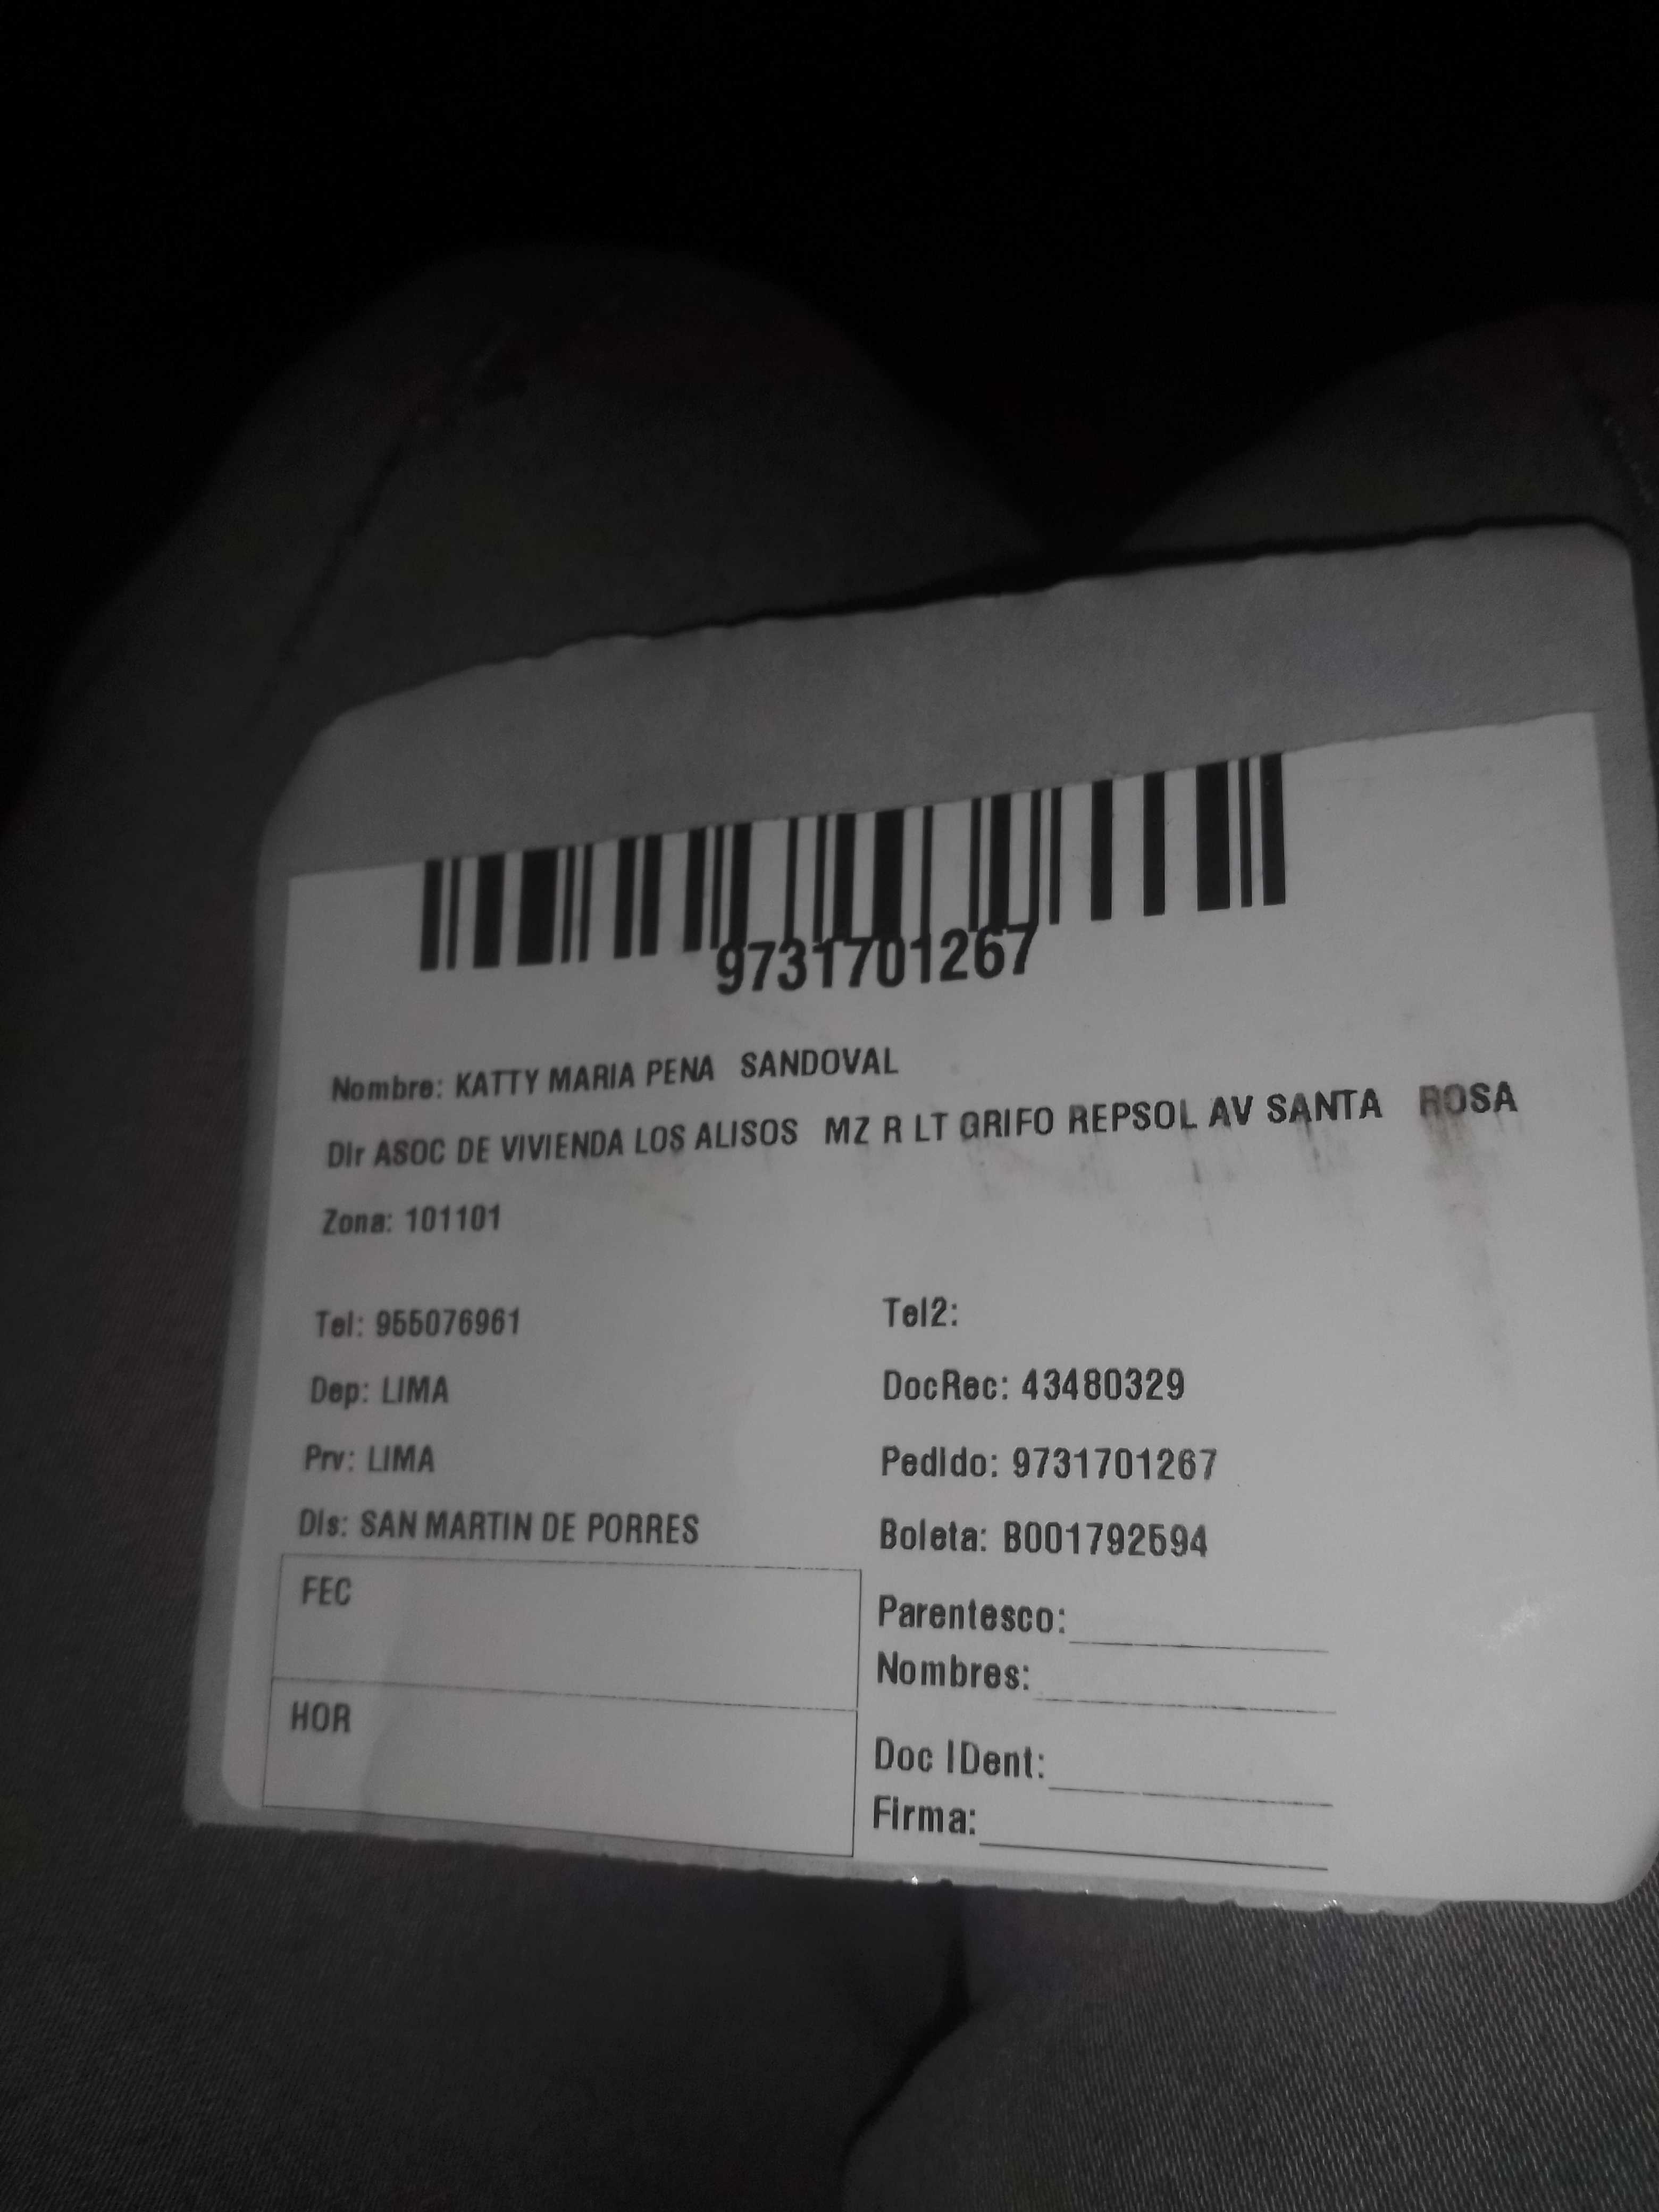 9731701267
Nombre: KATTY MARIA PENA SANDOVAL
Dir ASOC DE VIVIENDA LOS ALISOS MZ R LT GRIFO REPSOL AV SANTA ROSA
Zona: 101101
Tel: 955076961 Tel2:
Dep: LIMA DocRec: 43480329
Prv: LIMA Pedido: 9731701267
Dis: SAN MARTIN DE PORRES Boleta: B001792594
FEC Parentesco:
Nombres:
HOR Doc IDent:
Firma: